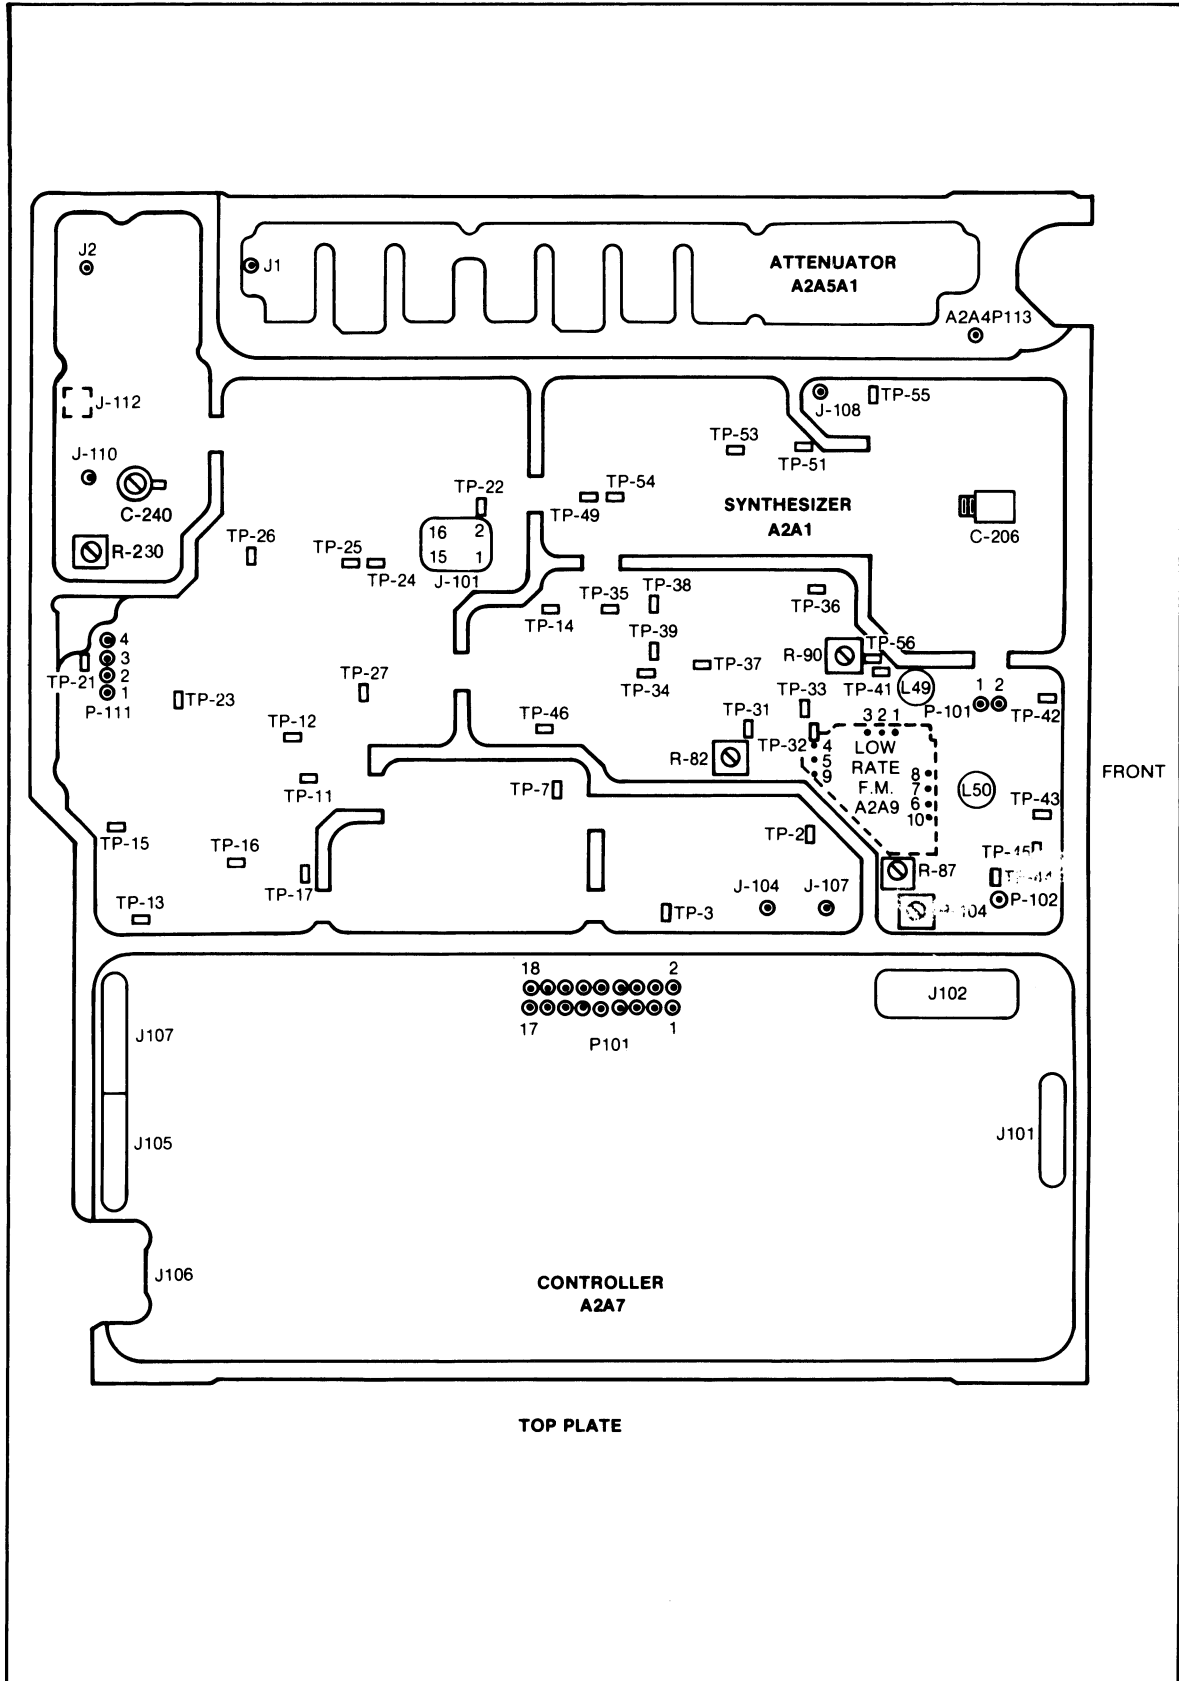 J2
J1
ATTENUATOR
A2A5A1
A2A4P113
J-112
J-108
TP-55
TP-53
TP-51
J-110
C-240
TP-22
TP-49
TP-54
SYNTHESIZER
A2A1
C-206
R-230
TP-26
TP-25
TP-24
16 2
15 1
J-101
TP-14
TP-35
TP-38
TP-36
TP-39
TP-56
R-90
TP-37
TP-34
TP-41
L49
4
3
2
1
TP-21
P-111
TP-23
TP-27
TP-33
1 2
P-101
TP-42
TP-12
TP-46
TP-31
TP-32
3 2 1
R-82
4
5
9
LOW
RATE
F.M.
A2A9
8
7
6
10
FRONT
TP-11
TP-7
L50
TP-43
TP-15
TP-16
TP-17
TP-2
TP-45
R-87
TP-44
TP-13
TP-3
J-104
J-107
P-102
18 2
17 1
P101
J102
J107
J105
J101
J106
CONTROLLER
A2A7
TOP PLATE